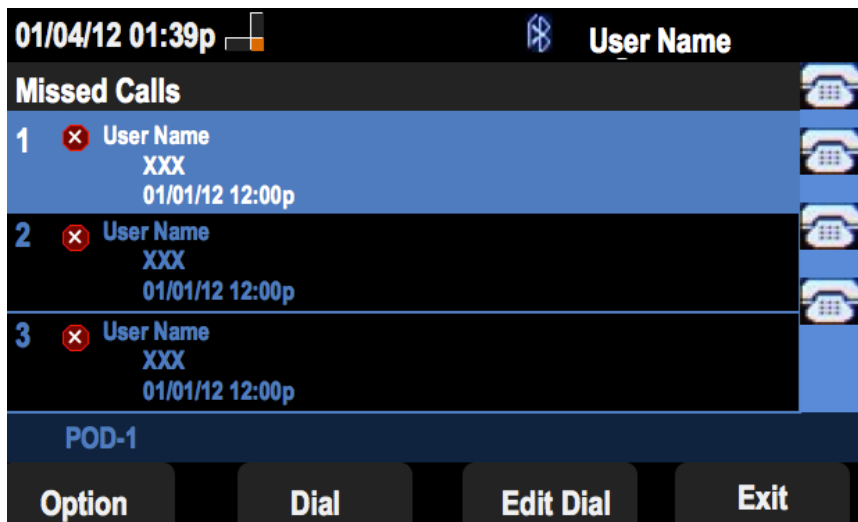 01/04/12 01:39p User Name
Missed Calls
1 User Name
XXX
01/01/12 12:00p
2 User Name
XXX
01/01/12 12:00p
3 User Name
XXX
01/01/12 12:00p
POD-1
Option Dial Edit Dial Exit